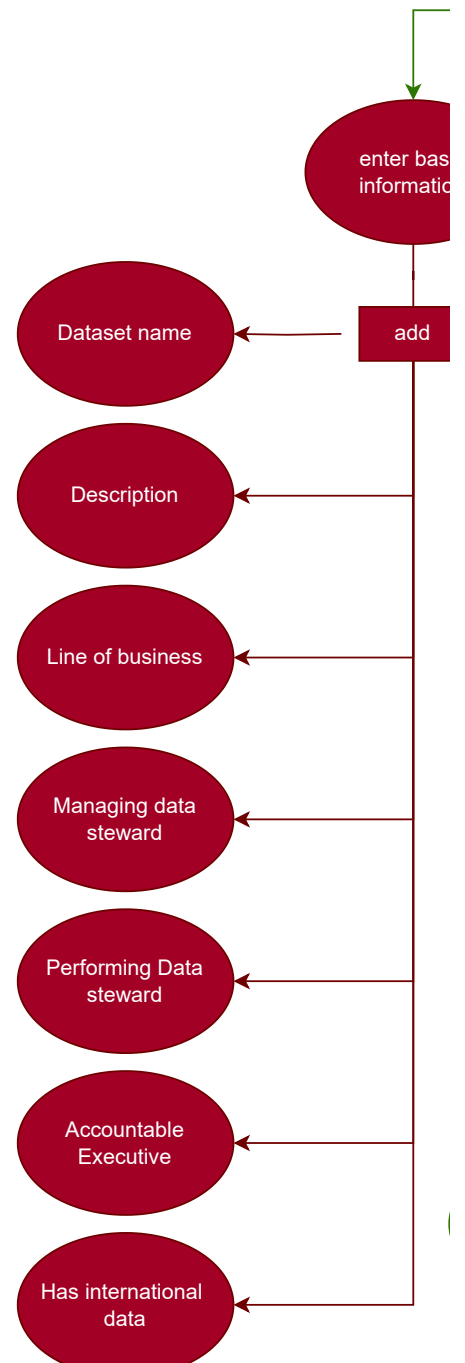 enter bas
informatio
Dataset name
add
Description
Line of business
Managing data
steward
Performing Data
steward
Accountable
Executive
Has international
data